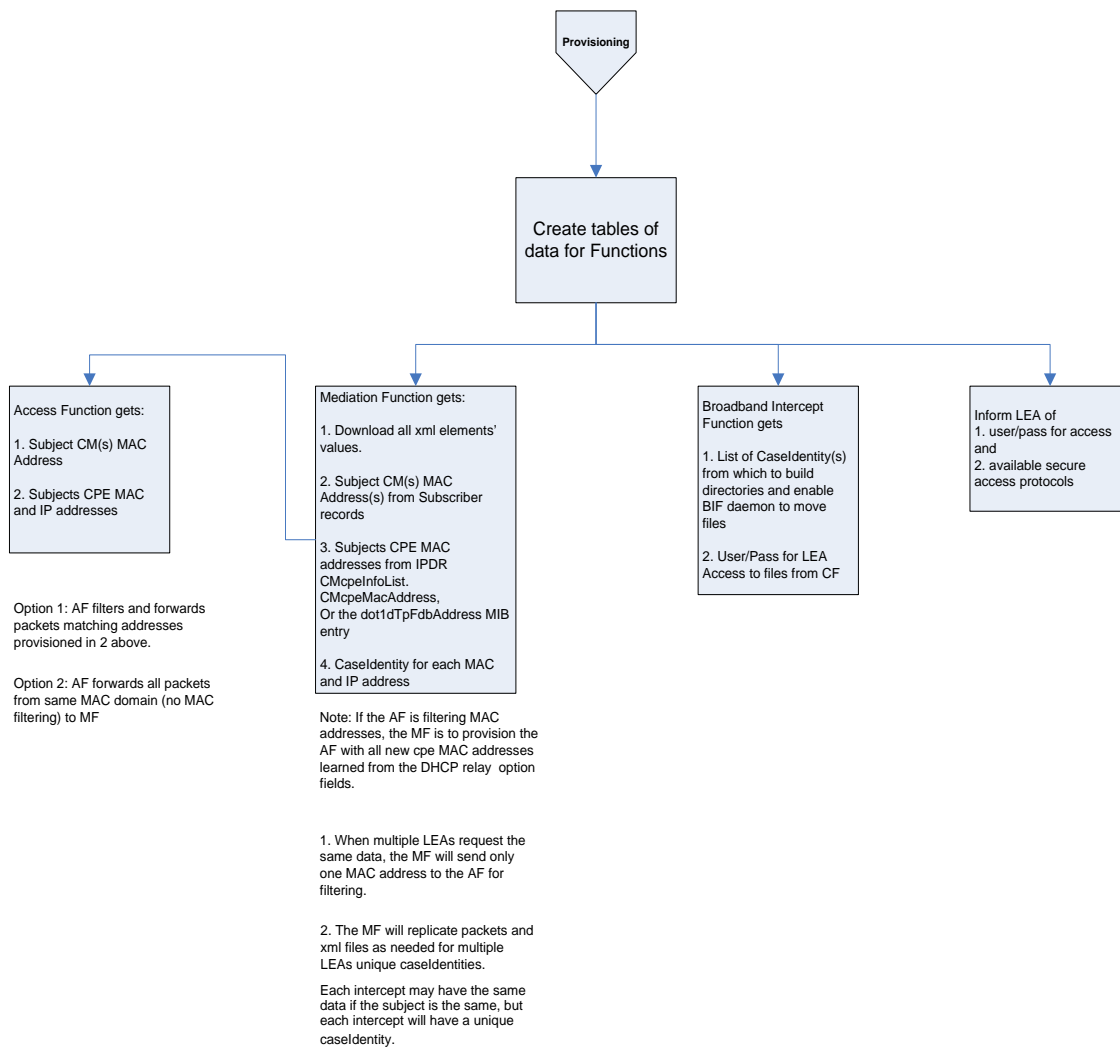 Provisioning
Create tables of
data for Functions
Access Function gets:
1. Subject CM(s) MAC
Address
2. Subjects CPE MAC
and IP addresses
Option 1: AF filters and forwards
packets matching addresses
provisioned in 2 above.
Option 2: AF forwards all packets
from same MAC domain (no MAC
filtering) to MF
Mediation Function gets:
1. Download all xml elements’
values.
2. Subject CM(s) MAC
Address(s) from Subscriber
records
3. Subjects CPE MAC
addresses from IPDR
CMcpeInfoList.
CMcpeMacAddress,
Or the dot1dTpFdbAddress MIB
entry
4. CaseIdentity for each MAC
and IP address
Note: If the AF is filtering MAC
addresses, the MF is to provision the
AF with all new cpe MAC addresses
learned from the DHCP relay option
fields.
1. When multiple LEAs request the
same data, the MF will send only
one MAC address to the AF for
filtering.
2. The MF will replicate packets and
xml files as needed for multiple
LEAs unique caseIdentities.
Each intercept may have the same
data if the subject is the same, but
each intercept will have a unique
caseIdentity.
Broadband Intercept
Function gets
1. List of CaseIdentity(s)
from which to build
directories and enable
BIF daemon to move
files
2. User/Pass for LEA
Access to files from CF
Inform LEA of
1. user/pass for access
and
2. available secure
access protocols